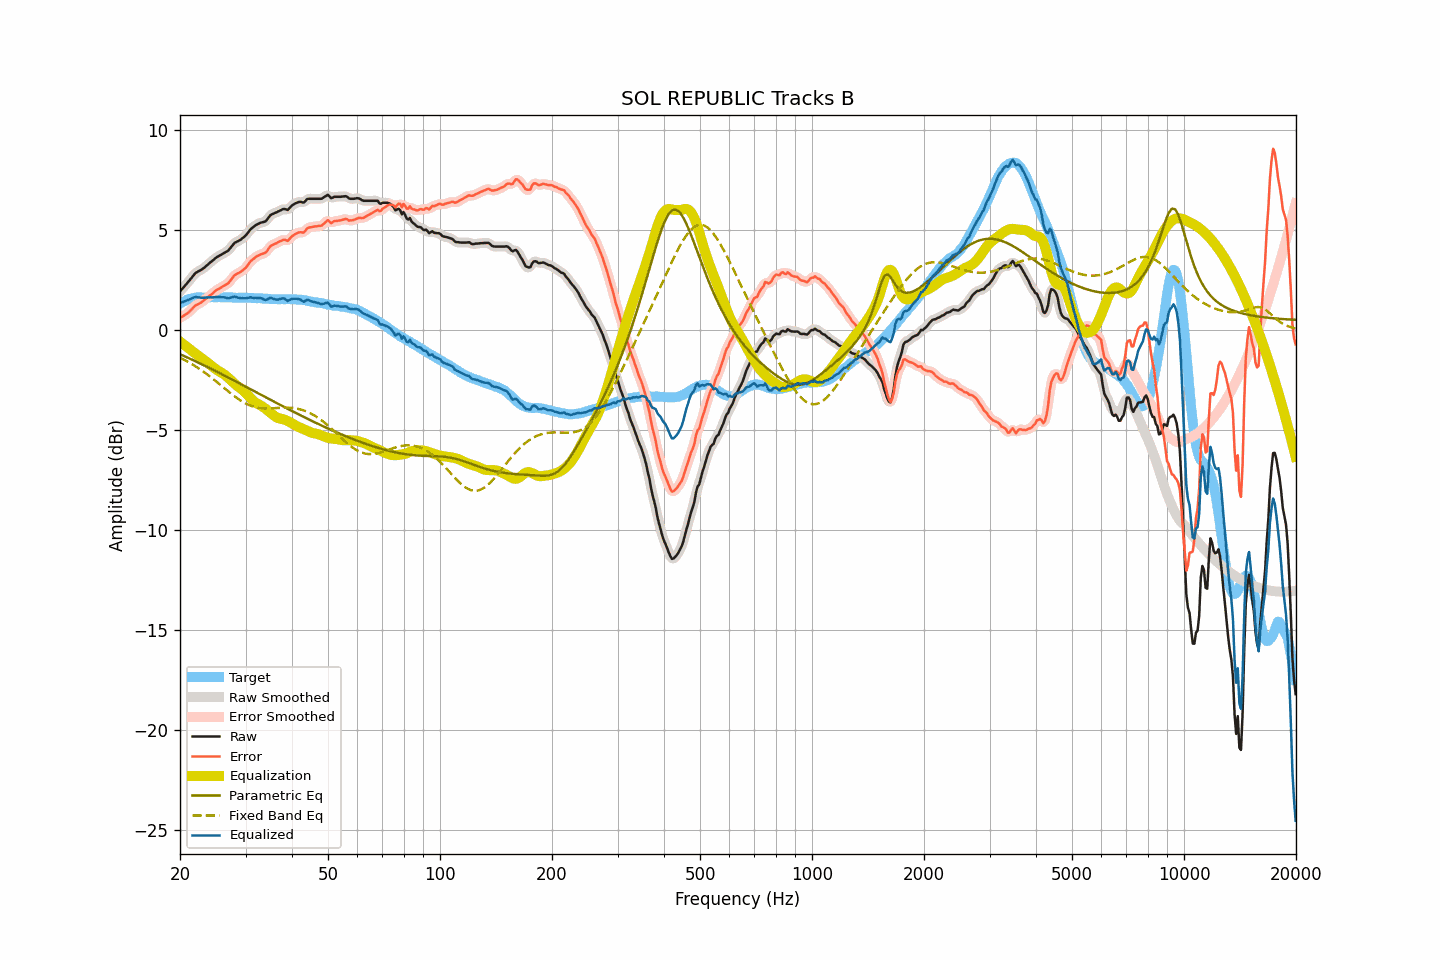 SOL REPUBLIC Tracks B
Amplitude (dBr)
10
5
0
−5
−10
−15
−20
−25
Target
Raw Smoothed
Error Smoothed
Raw
Error
Equalization
Parametric Eq
Fixed Band Eq
Equalized
20 50 100 200 500 1000 2000 5000 10000 20000
Frequency (Hz)